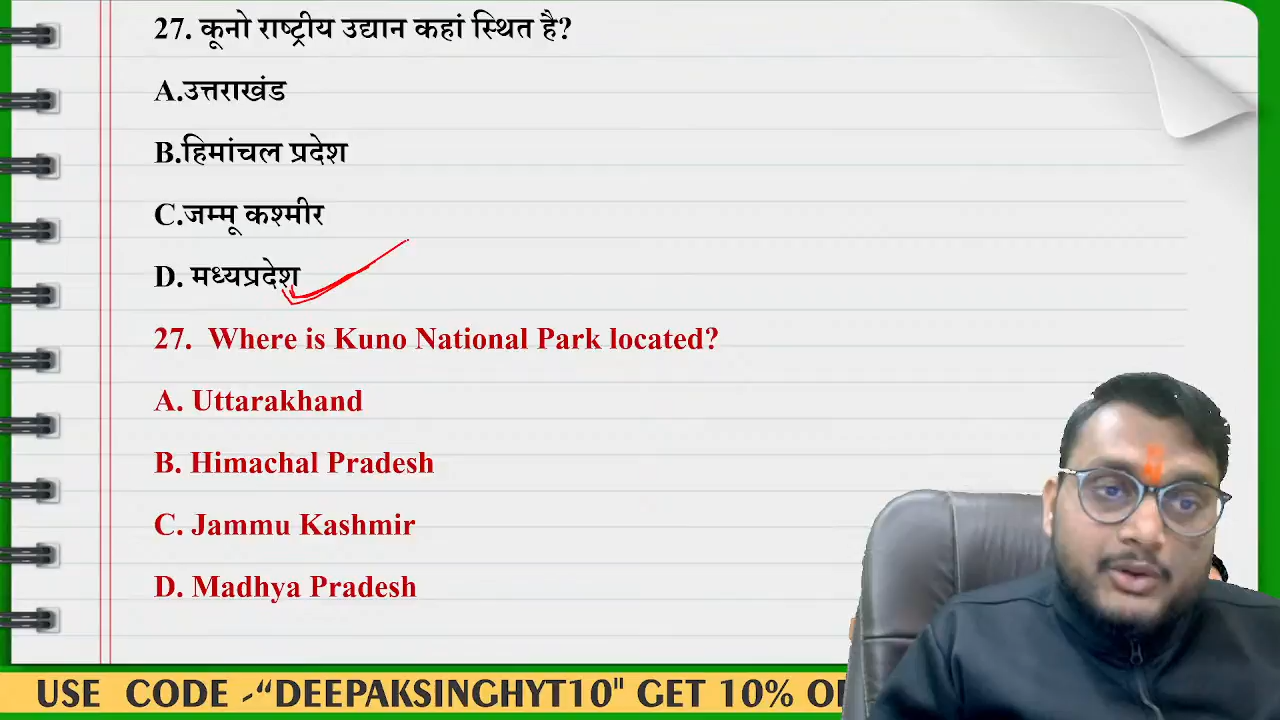 27. कूनो राष्ट्रीय उद्यान कहां स्थित है?
A.उत्तराखंड
B.हिमांचल प्रदेश
C.जम्मू कश्मीर
D. मध्यप्रदेश
27. Where is Kuno National Park located?
A. Uttarakhand
B. Himachal Pradesh
C. Jammu Kashmir
D. Madhya Pradesh
USE CODE -“DEEPAKSINGHYT10" GET 10%